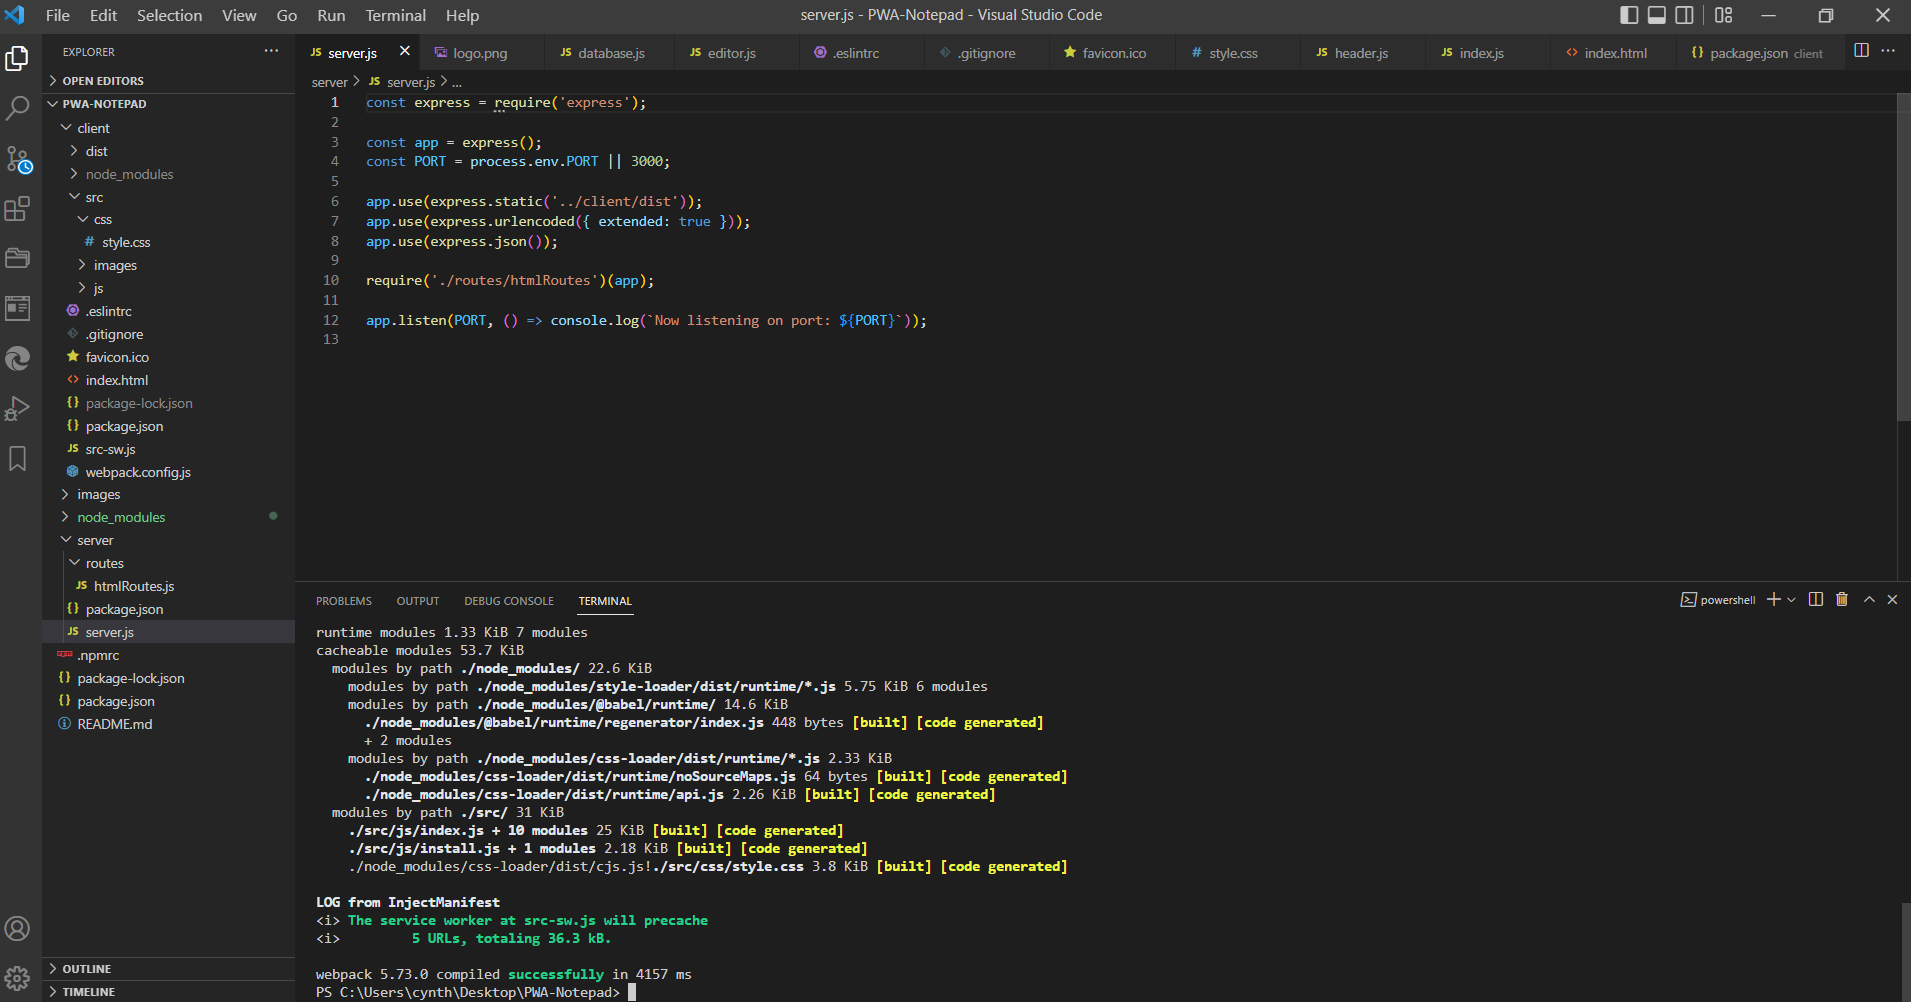 File Edit Selection View Go Run Terminal Help
server.js - PWA-Notepad - Visual Studio Code
EXPLORER
OPEN EDITORS
PWA-NOTEPAD
client
dist
node_modules
src
css
# style.css
images
js
.eslintrc
.gitignore
favicon.ico
<> index.html
{} package-lock.json
{} package.json
JS src-sw.js
webpack.config.js
images
node_modules
server
routes
JS htmlRoutes.js
{} package.json
JS server.js
.npmrc
{} package-lock.json
{} package.json
README.md
OUTLINE
TIMELINE
JS server.js logo.png JS database.js JS editor.js .eslintrc .gitignore favicon.ico # style.css JS header.js JS index.js <> index.html {} package.json client
server > JS server.js > ...
1 const express = require('express');
2
3 const app = express();
4 const PORT = process.env.PORT || 3000;
5
6 app.use(express.static('../client/dist'));
7 app.use(express.urlencoded({ extended: true }));
8 app.use(express.json());
9
10 require('./routes/htmlRoutes')(app);
11
12 app.listen(PORT, () => console.log(`Now listening on port: ${PORT}`));
13
PROBLEMS OUTPUT DEBUG CONSOLE TERMINAL
powershell
runtime modules 1.33 KiB 7 modules
cacheable modules 53.7 KiB
modules by path ./node_modules/ 22.6 KiB
modules by path ./node_modules/style-loader/dist/runtime/*.js 5.75 KiB 6 modules
modules by path ./node_modules/@babel/runtime/ 14.6 KiB
./node_modules/@babel/runtime/regenerator/index.js 448 bytes [built] [code generated]
+ 2 modules
modules by path ./node_modules/css-loader/dist/runtime/*.js 2.33 KiB
./node_modules/css-loader/dist/runtime/noSourceMaps.js 64 bytes [built] [code generated]
./node_modules/css-loader/dist/runtime/api.js 2.26 KiB [built] [code generated]
modules by path ./src/ 31 KiB
./src/js/index.js + 10 modules 25 KiB [built] [code generated]
./src/js/install.js + 1 modules 2.18 KiB [built] [code generated]
./node_modules/css-loader/dist/cjs.js!./src/css/style.css 3.8 KiB [built] [code generated]
LOG from InjectManifest
<i> The service worker at src-sw.js will precache
<i> 5 URLs, totaling 36.3 kB.
webpack 5.73.0 compiled successfully in 4157 ms
PS C:\Users\cynth\Desktop\PWA-Notepad>